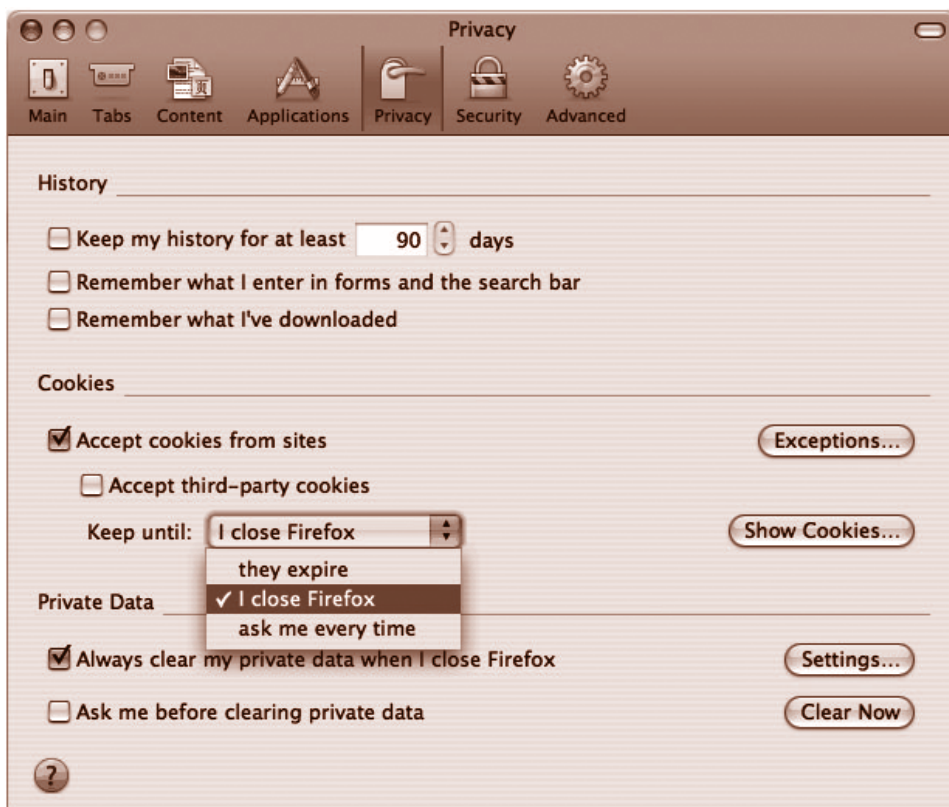 Privacy
Main Tabs Content Applications Privacy Security Advanced
History
Keep my history for at least 90 days
Remember what I enter in forms and the search bar
Remember what I've downloaded
Cookies
Accept cookies from sites Exceptions...
Accept third-party cookies
Keep until: I close Firefox Show Cookies...
they expire
Private Data ✓ I close Firefox
ask me every time
Always clear my private data when I close Firefox Settings...
Ask me before clearing private data Clear Now
?